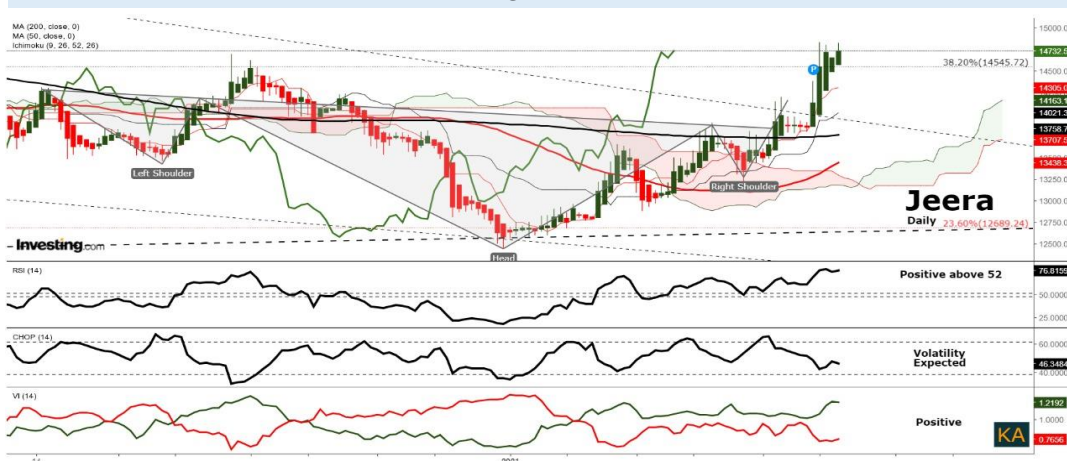 MA (200, close, 0)
MA (50, close, 0)
Ichimoku (9, 26, 52, 26)
15000.0
14732.5
38.20%(14545.72)
14500.0
P
14305.0
14163.1
14021.3
13758.7
13707.5
13438.3
13250.0
13000.0
12750.0
12500.0
Left Shoulder
Right Shoulder
Head
Jeera
Daily
23.60%(12689.24)
Investing.com
RSI (14)
Positive above 52
76.8155
50.0000
25.0000
CHOP (14)
Volatility
Expected
60.0000
46.3484
40.0000
VI (14)
Positive
1.2192
1.0000
0.7656
KA
2021